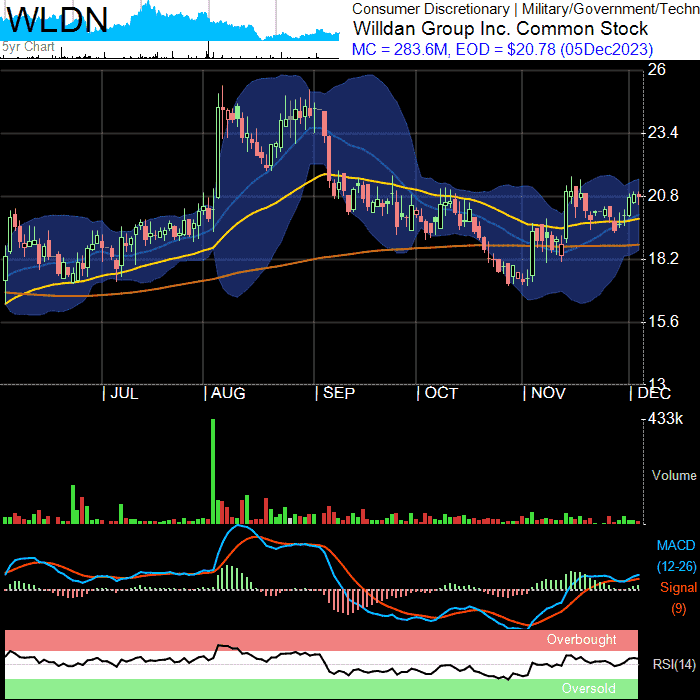 WLDN
5yr Chart
Consumer Discretionary | Military/Government/Techn
Willdan Group Inc. Common Stock
MC = 283.6M, EOD = $20.78 (05Dec2023)
26
23.4
20.8
18.2
15.6
13
| JUL | AUG | SEP | OCT | NOV | DEC
433k
Volume
MACD
(12-26)
Signal
(9)
Overbought
RSI(14)
Oversold